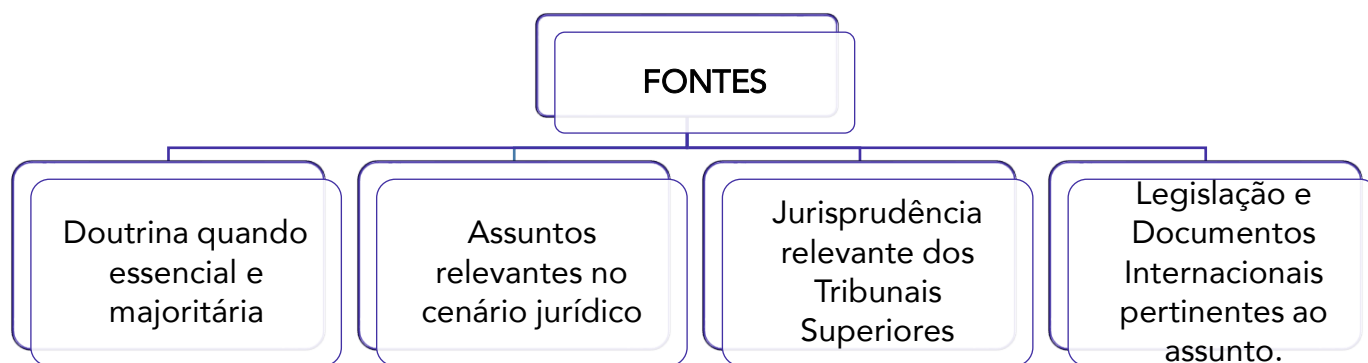 FONTES
Doutrina quando
essencial e
majoritária
Assuntos
relevantes no
cenário jurídico
Jurisprudência
relevante dos
Tribunais
Superiores
Legislação e
Documentos
Internacionais
pertinentes ao
assunto.